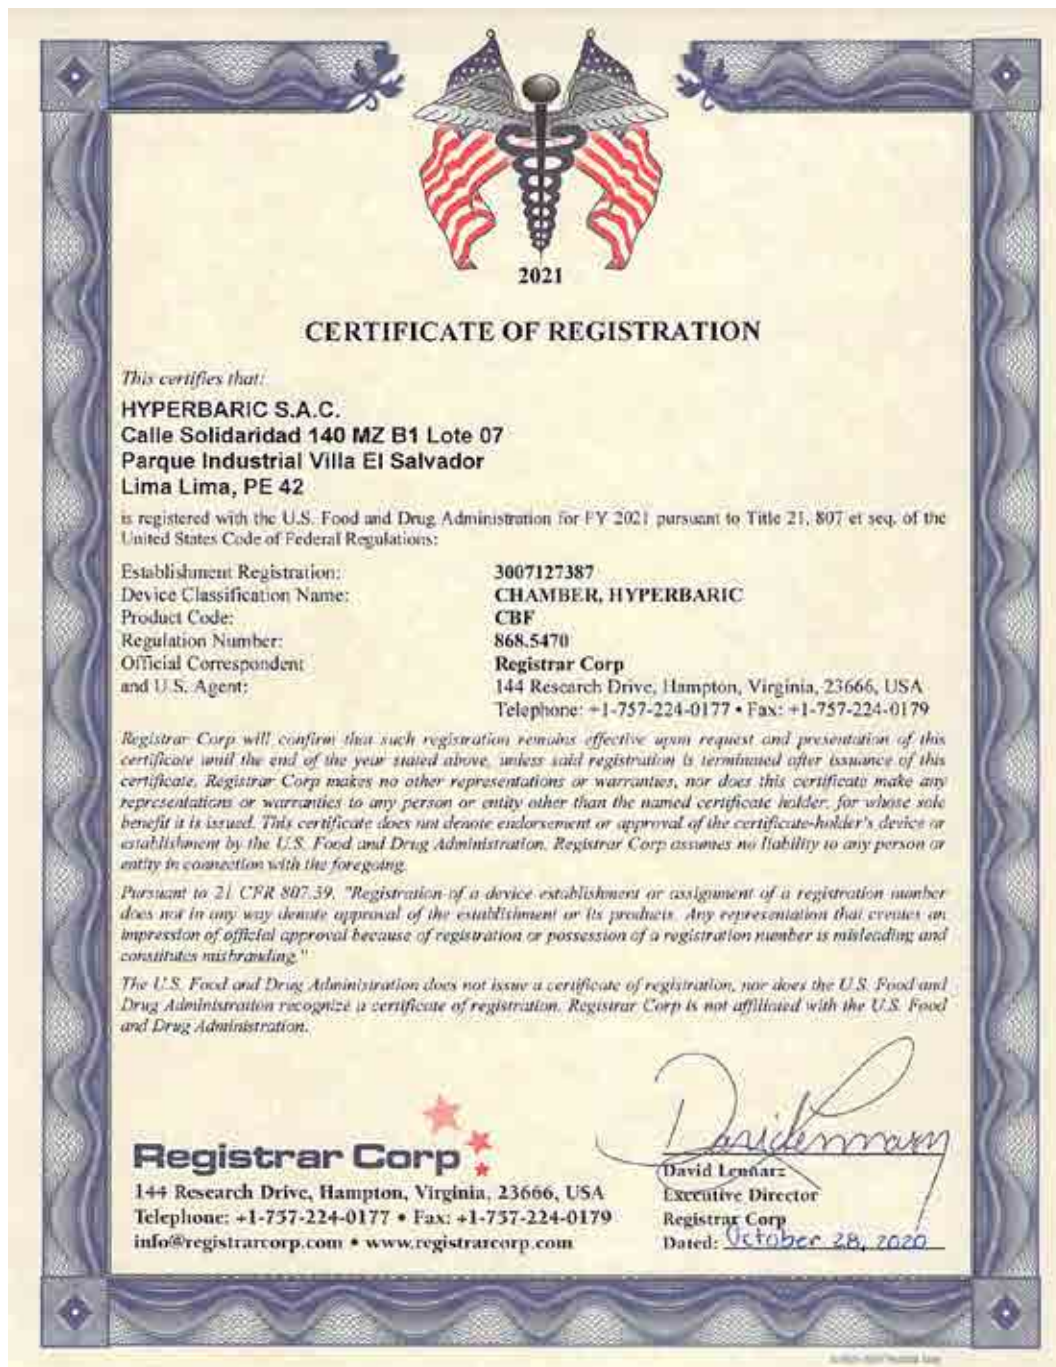 2021
CERTIFICATE OF REGISTRATION
This certifies that:
HYPERBARIC S.A.C.
Calle Solidaridad 140 MZ B1 Lote 07
Parque Industrial Villa El Salvador
Lima Lima, PE 42
is registered with the U.S. Food and Drug Administration for FY 2021 pursuant to Title 21, 807 et seq. of the
United States Code of Federal Regulations:
Establishment Registration: 3007127387
Device Classification Name: CHAMBER, HYPERBARIC
Product Code: CBF
Regulation Number: 868.5470
Official Correspondent Registrar Corp
and U.S. Agent: 144 Research Drive, Hampton, Virginia, 23666, USA
Telephone: +1-757-224-0177 • Fax: +1-757-224-0179
Registrar Corp will confirm that such registration remains effective upon request and presentation of this
certificate until the end of the year stated above, unless said registration is terminated after issuance of this
certificate. Registrar Corp makes no other representations or warranties, nor does this certificate make any
representations or warranties to any person or entity other than the named certificate holder, for whose sole
benefit it is issued. This certificate does not denote endorsement or approval of the certificate-holder's device or
establishment by the U.S. Food and Drug Administration. Registrar Corp assumes no liability to any person or
entity in connection with the foregoing.
Pursuant to 21 CFR 807.39, "Registration of a device establishment or assignment of a registration number
does not in any way denote approval of the establishment or its products. Any representation that creates an
impression of official approval because of registration or possession of a registration number is misleading and
constitutes misbranding."
The U.S. Food and Drug Administration does not issue a certificate of registration, nor does the U.S. Food and
Drug Administration recognize a certificate of registration. Registrar Corp is not affiliated with the U.S. Food
and Drug Administration.
Registrar Corp
144 Research Drive, Hampton, Virginia, 23666, USA
Telephone: +1-757-224-0177 • Fax: +1-757-224-0179
info@registrarcorp.com • www.registrarcorp.com
David Lennarz
Executive Director
Registrar Corp
Dated: October 28, 2020